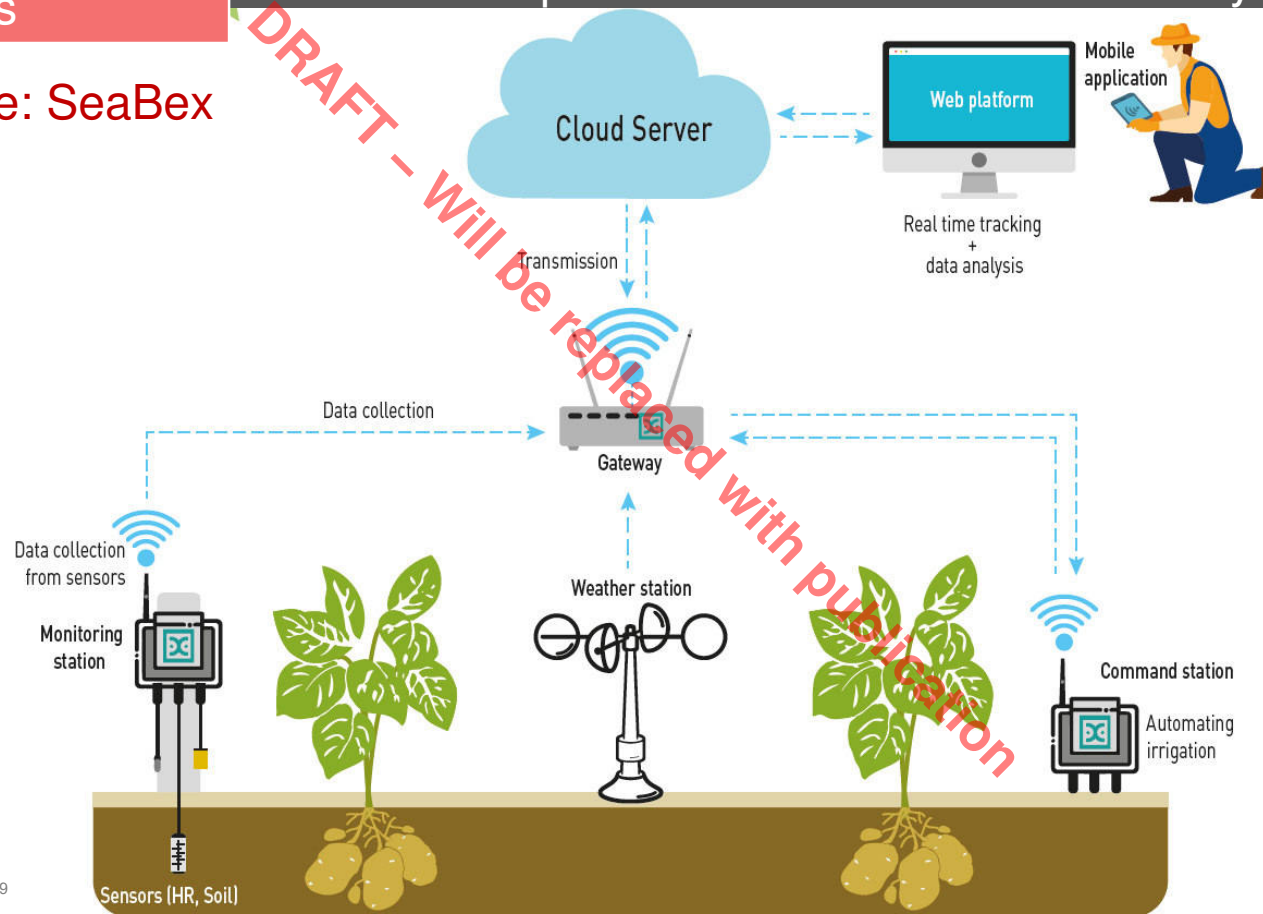 s
e: SeaBex
DRAFT – Will be replaced with publication
Cloud Server
Web platform
Mobile
application
Real time tracking
+
data analysis
Transmission
Data collection
Gateway
Data collection
from sensors
Monitoring
station
Weather station
Command station
Automating
irrigation
Sensors (HR, Soil)
9